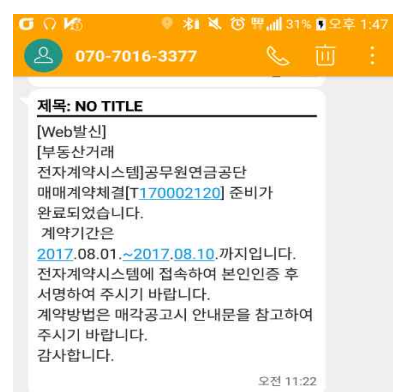 31% 오후 1:47
070-7016-3377
제목: NO TITLE
[Web발신]
[부동산거래
전자계약시스템]공무원연금공단
매매계약체결[T170002120] 준비가
완료되었습니다.
계약기간은
2017.08.01.~2017.08.10.까지입니다.
전자계약시스템에 접속하여 본인인증 후
서명하여 주시기 바랍니다.
계약방법은 매각공고시 안내문을 참고하여
주시기 바랍니다.
감사합니다.
오전 11:22